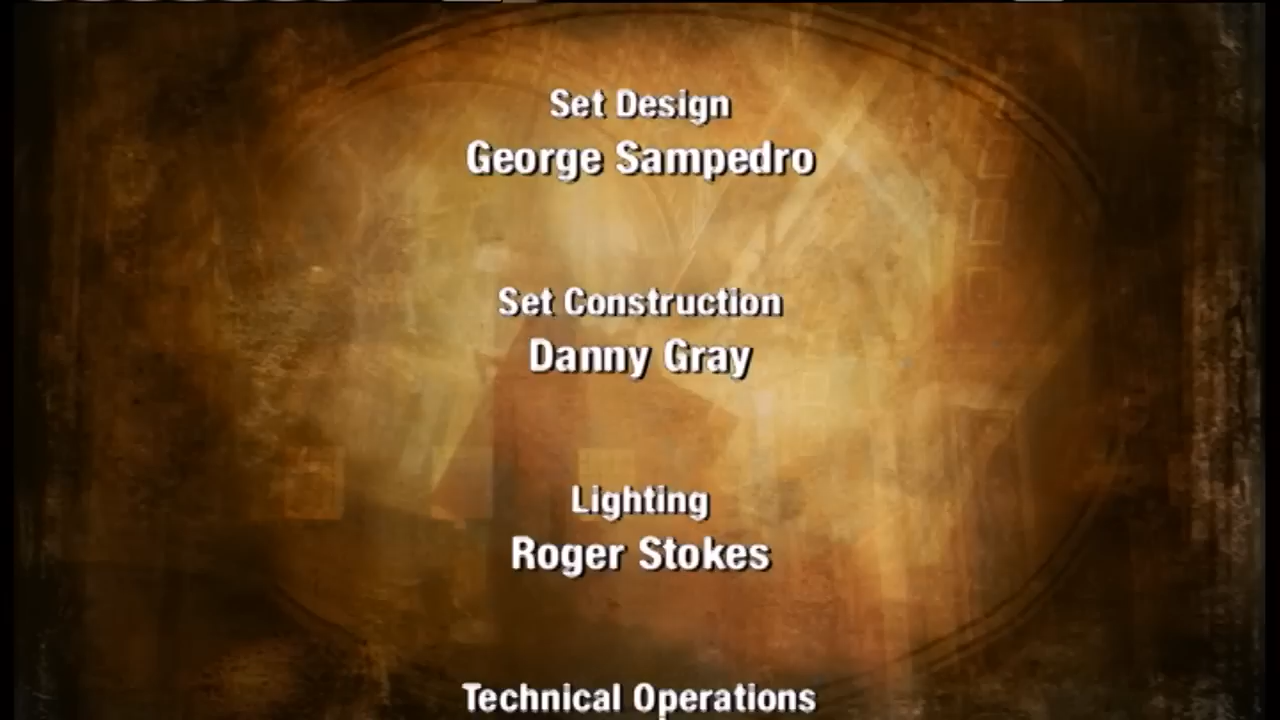 Set Design
George Sampedro
Set Construction
Danny Gray
Lighting
Roger Stokes
Technical Operations